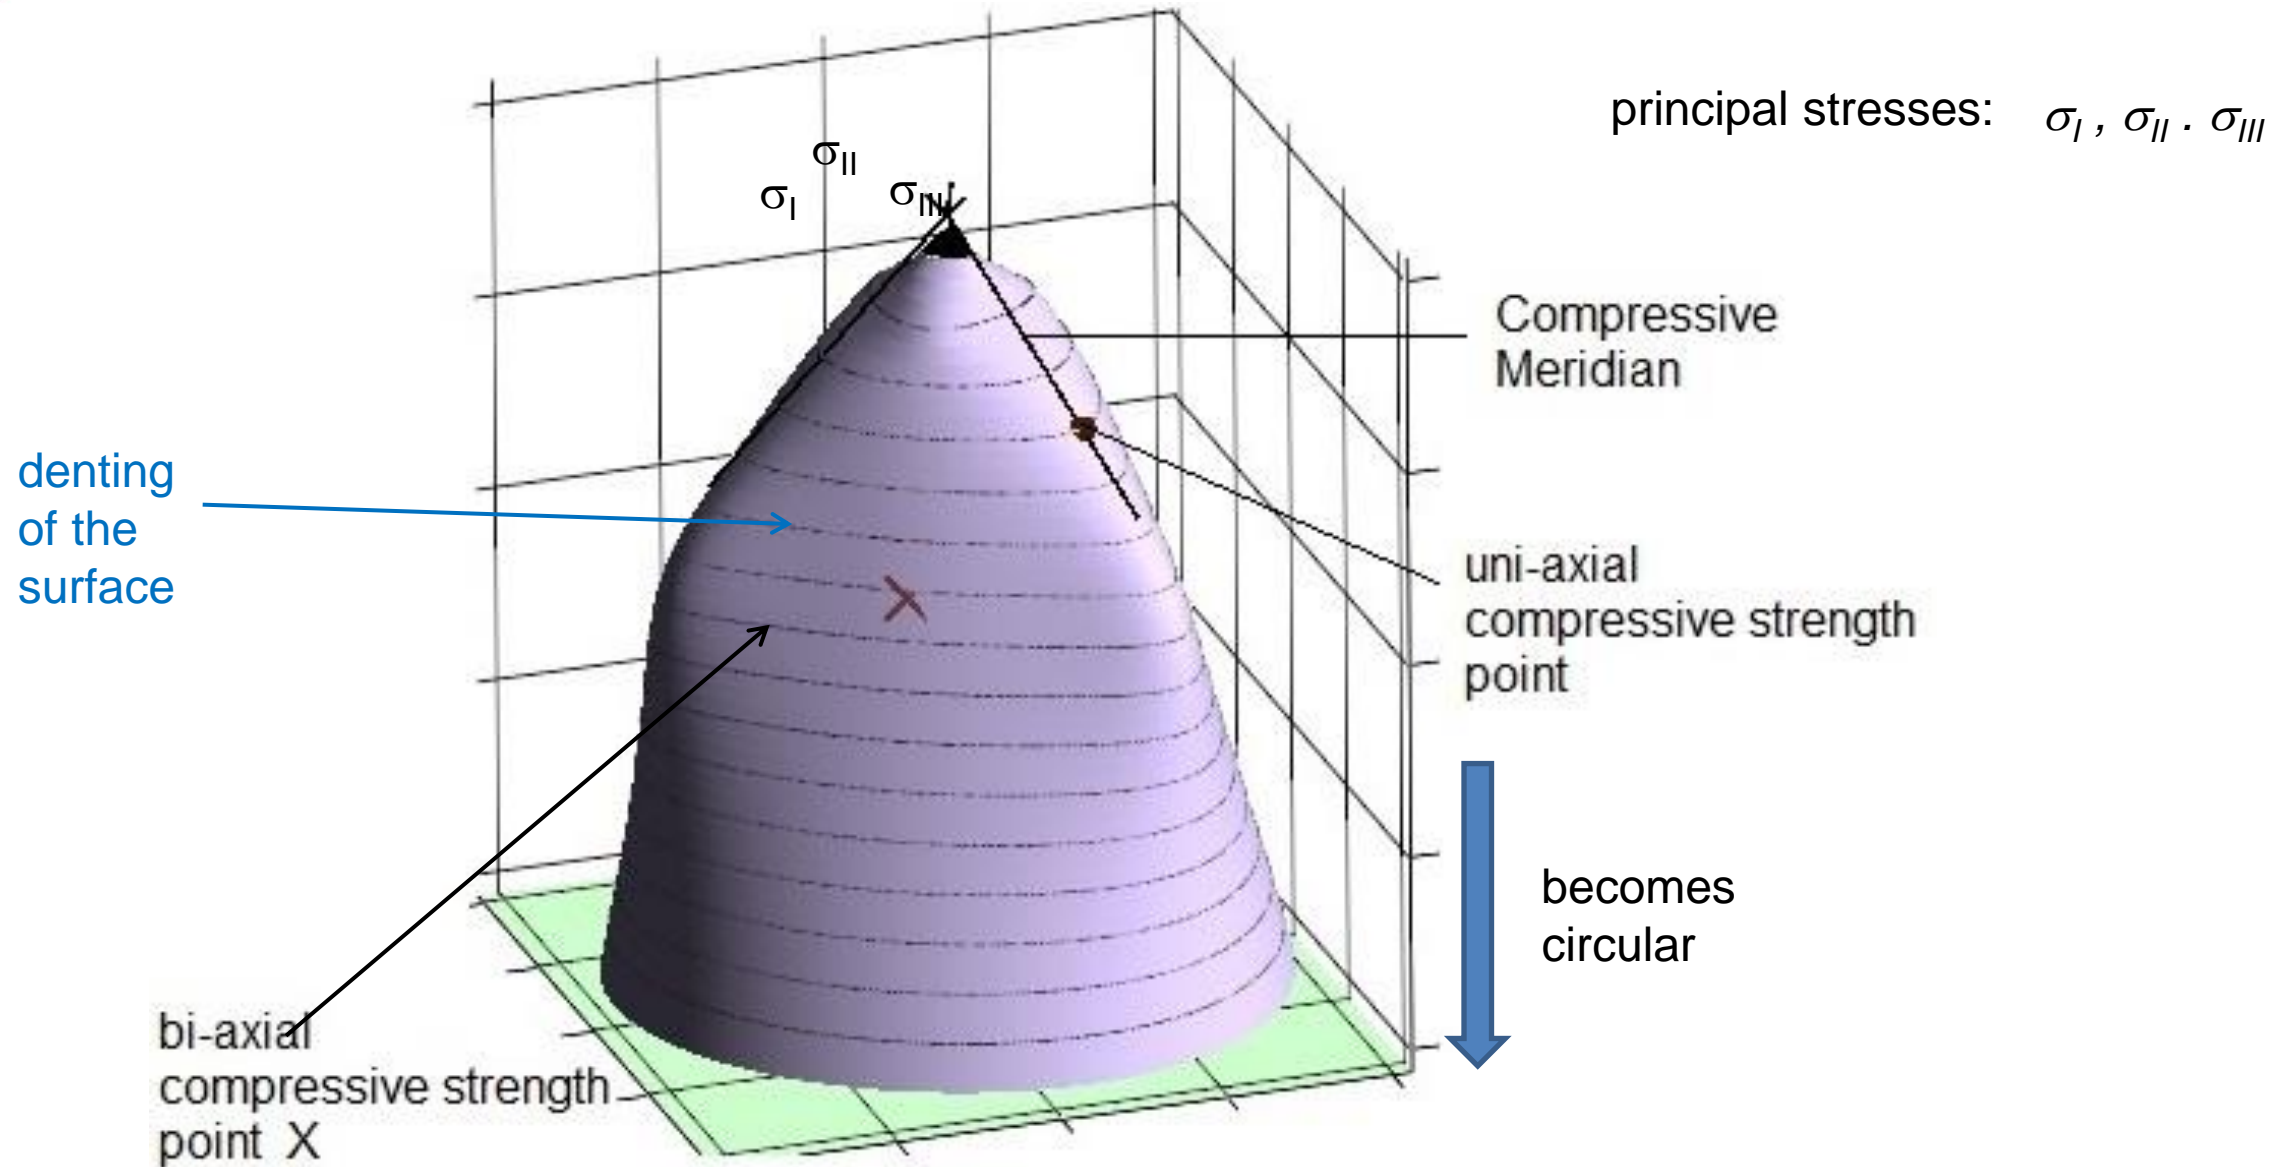 principal stresses: σI , σII . σIII
σII
σI
σIII
Compressive
Meridian
denting
of the
surface
uni-axial
compressive strength
point
becomes
circular
bi-axial
compressive strength
point X